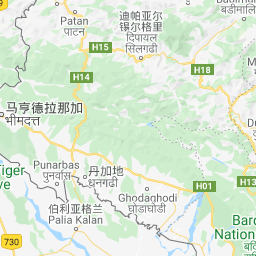 Patan
पाटन
迪帕亚尔
锡尔格里
दिपायल
सिलगढी
H15
H14
H18
马亨德拉那加
भीमदत्त
Punarbas
पुनर्वास
丹加地
धनगढी
H01
H13
Ghodaghodi
घोडाघोडी
伯利亚格兰
Palia Kalan
730